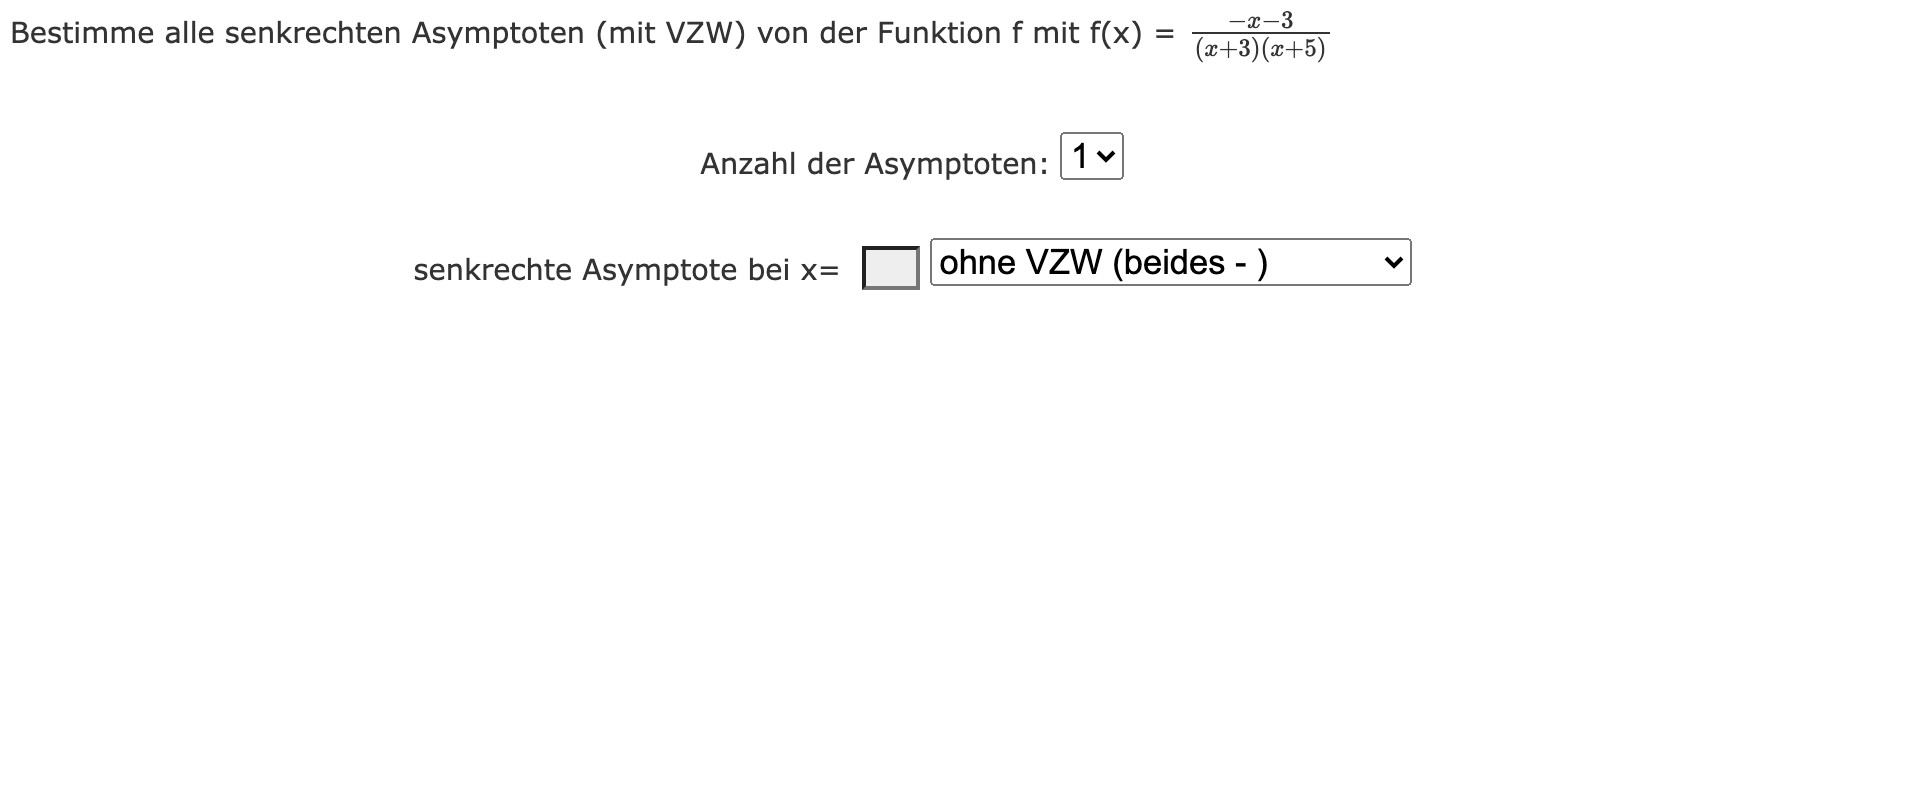 Bestimme alle senkrechten Asymptoten (mit VZW) von der Funktion f mit f(x) = \frac{-x-3}{(x+3)(x+5)}
Anzahl der Asymptoten: 1
senkrechte Asymptote bei x= ohne VZW (beides - )